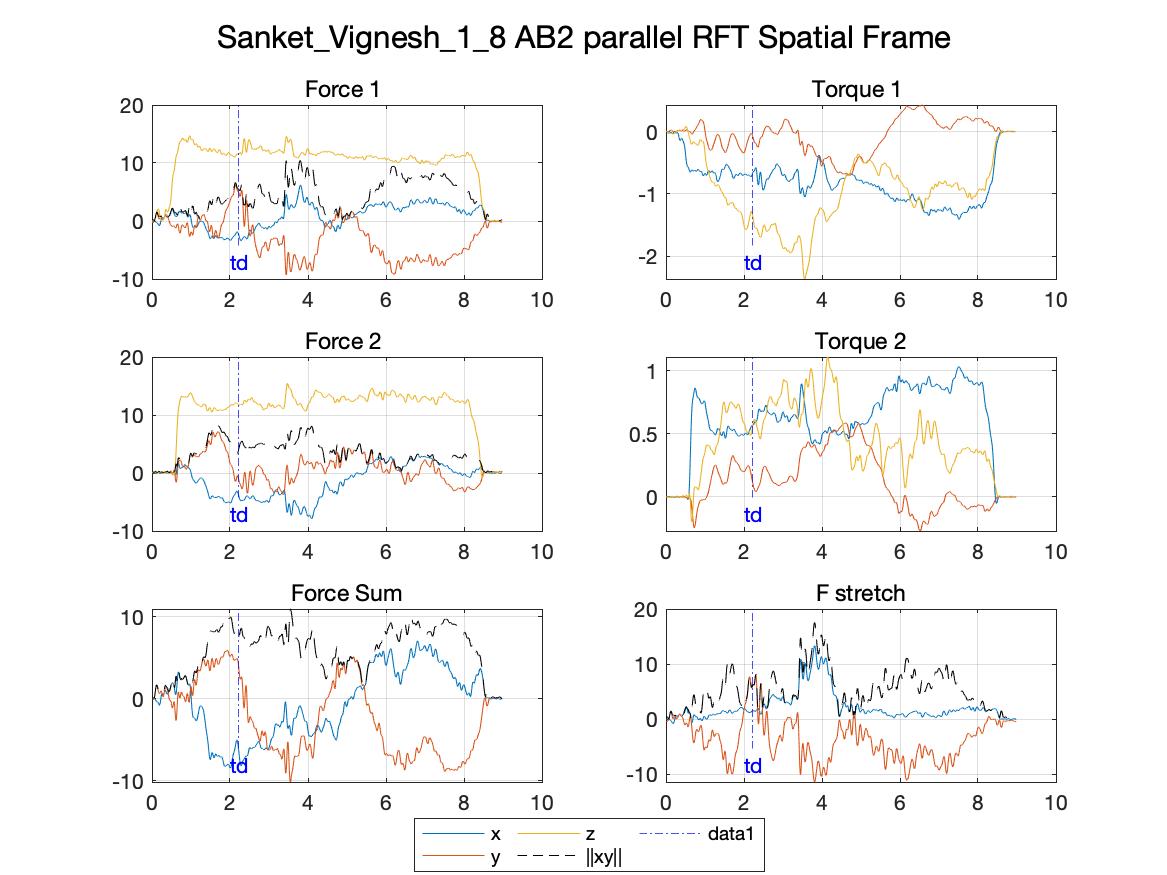 Sanket_Vignesh_1_8 AB2 parallel RFT Spatial Frame
Force 1
20
10
0
-10
td
0 2 4 6 8 10
Torque 1
0
-1
-2
td
0 2 4 6 8 10
Force 2
20
10
0
-10
td
0 2 4 6 8 10
Torque 2
1
0.5
0
td
0 2 4 6 8 10
Force Sum
10
0
-10
td
0 2 4 6 8 10
F stretch
20
10
0
-10
td
0 2 4 6 8 10
x z data1
y ||xy||